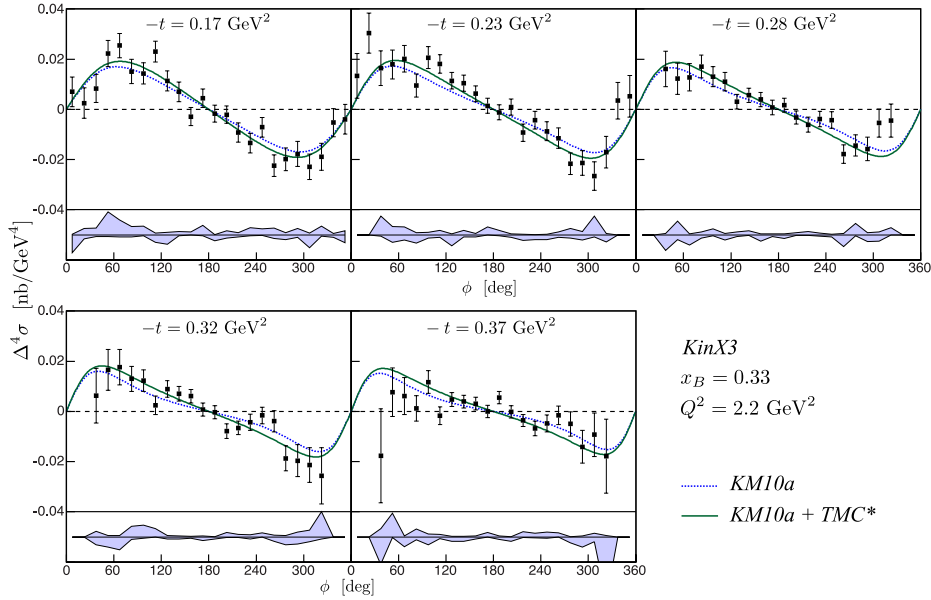 −t = 0.17 GeV² −t = 0.23 GeV² −t = 0.28 GeV²
0.04
0.02
0
-0.02
-0.04
0 60 120 180 240 300 0 60 120 180 240 300 0 60 120 180 240 300 360
ϕ [deg] ϕ [deg]
Δ⁴σ [nb/GeV⁴]
−t = 0.32 GeV² −t = 0.37 GeV²
0.04
0.02
0
-0.02
-0.04
0 60 120 180 240 300 0 60 120 180 240 300 360
ϕ [deg] ϕ [deg]
KinX3
x_B = 0.33
Q² = 2.2 GeV²
KM10a
KM10a + TMC*